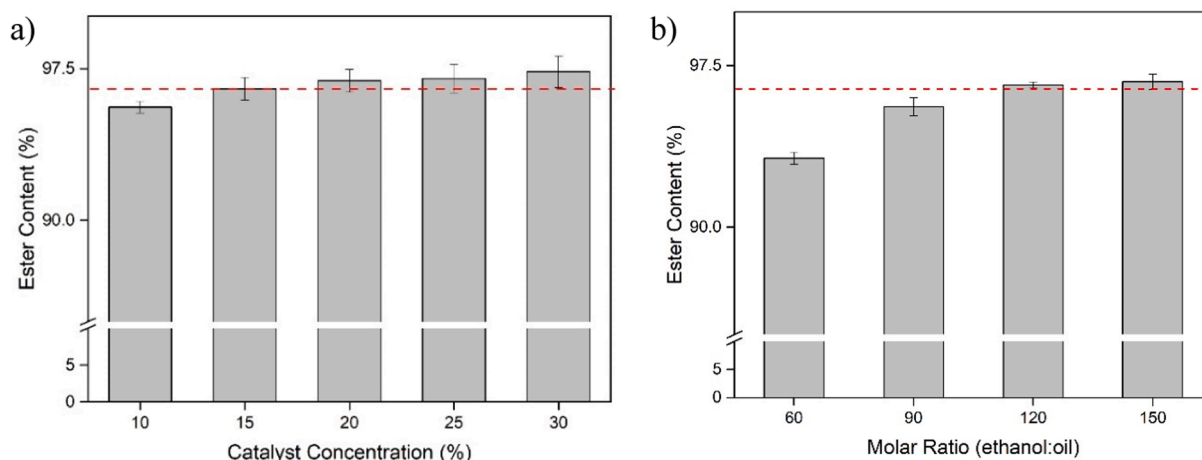 a)
Ester Content (%)
97.5
90.0
5
0
10 15 20 25 30
Catalyst Concentration (%)
b)
Ester Content (%)
97.5
90.0
5
0
60 90 120 150
Molar Ratio (ethanol:oil)